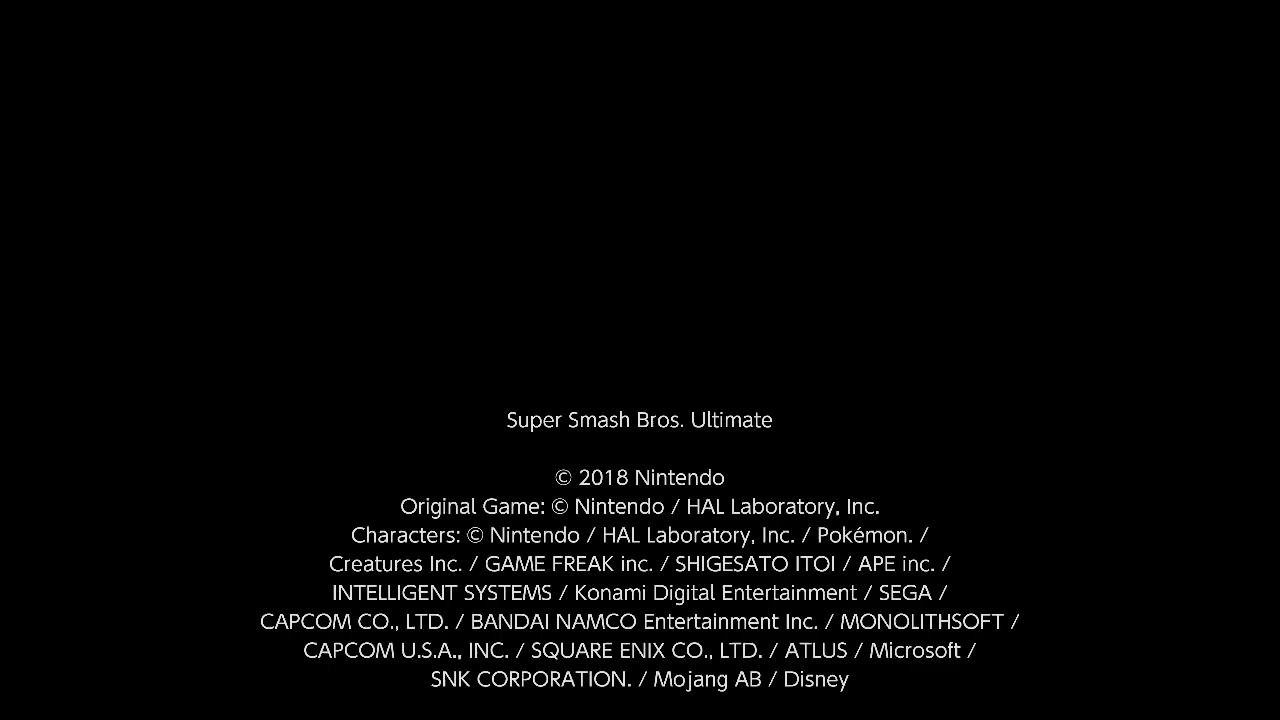 Super Smash Bros. Ultimate
© 2018 Nintendo
Original Game: © Nintendo / HAL Laboratory, Inc.
Characters: © Nintendo / HAL Laboratory, Inc. / Pokémon. /
Creatures Inc. / GAME FREAK inc. / SHIGESATO ITOI / APE inc. /
INTELLIGENT SYSTEMS / Konami Digital Entertainment / SEGA /
CAPCOM CO., LTD. / BANDAI NAMCO Entertainment Inc. / MONOLITHSOFT /
CAPCOM U.S.A., INC. / SQUARE ENIX CO., LTD. / ATLUS / Microsoft /
SNK CORPORATION. / Mojang AB / Disney